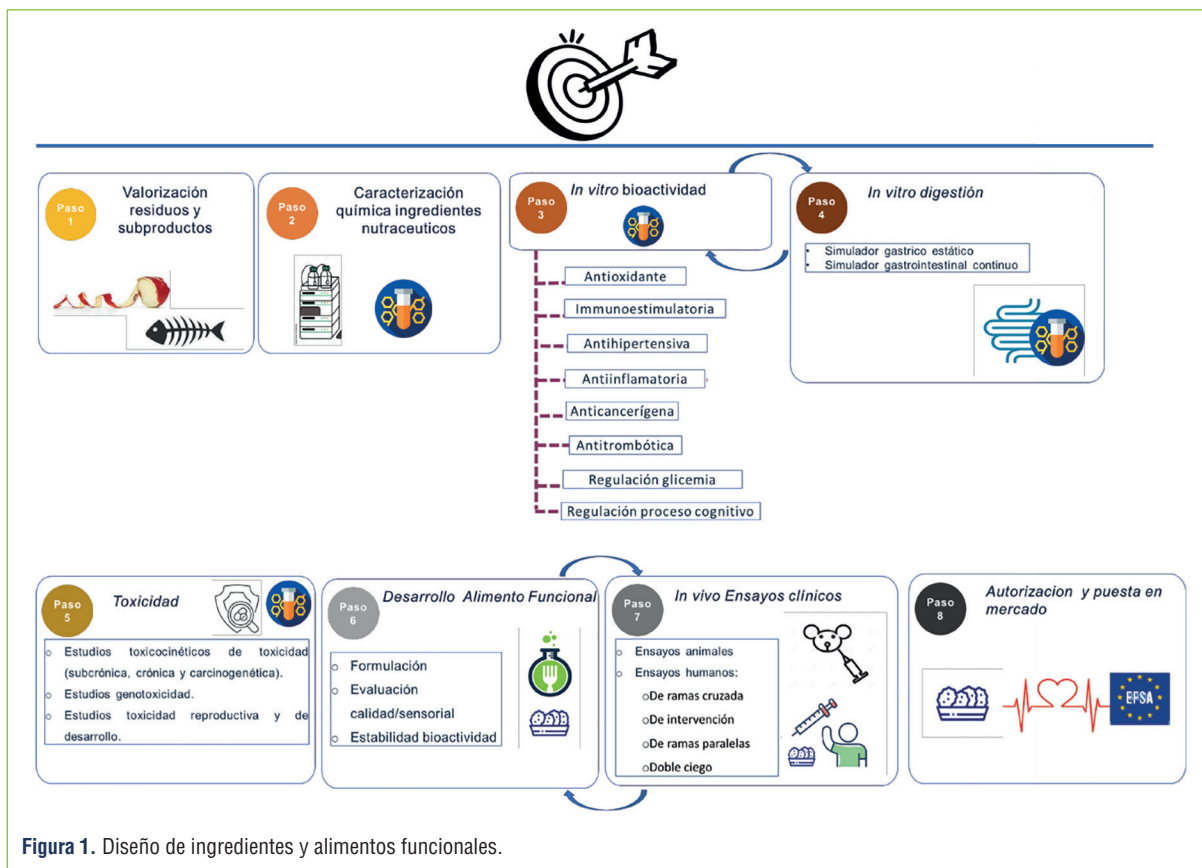 Paso
1
Valorización
residuos y
subproductos
Paso
2
Caracterización
química ingredientes
nutraceuticos
Paso
3
In vitro bioactividad
Antioxidante
Immunoestimulatoria
Antihipertensiva
Antiinflamatoria
Anticancerígena
Antitrombótica
Regulación glicemia
Regulación proceso cognitivo
Paso
4
In vitro digestión
• Simulador gastrico estático
• Simulador gastrointestinal continuo
Paso
5
Toxicidad
o Estudios toxicocinéticos de toxicidad
(subcrónica, crónica y carcinogenética).
o Estudios genotoxicidad.
o Estudios toxicidad reproductiva y de
desarrollo.
Paso
6
Desarrollo Alimento Funcional
o Formulación
o Evaluación
calidad/sensorial
o Estabilidad bioactividad
Paso
7
In vivo Ensayos clínicos
o Ensayos animales
o Ensayos humanos:
oDe ramas cruzada
oDe intervención
oDe ramas paralelas
oDoble ciego
Paso
8
Autorizacion y puesta en
mercado
EFSA
Figura 1. Diseño de ingredientes y alimentos funcionales.